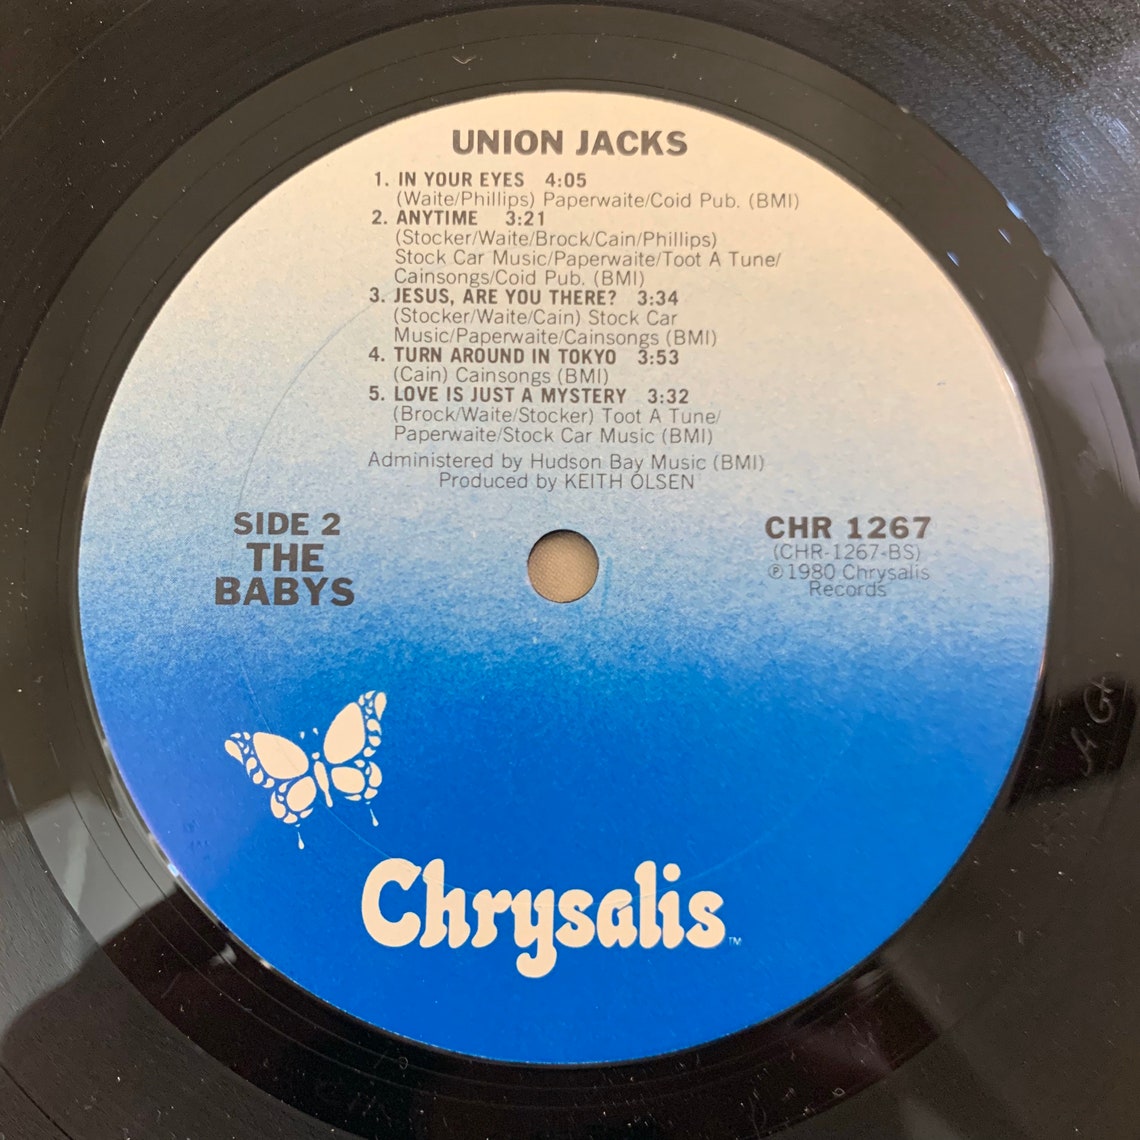 UNION JACKS
1. IN YOUR EYES 4:05
(Waite/Phillips) Paperwaite/Coid Pub. (BMI)
2. ANYTIME 3:21
(Stocker/Waite/Brock/Cain/Phillips)
Stock Car Music/Paperwaite/Toot A Tune/
Cainsongs/Coid Pub. (BMI)
3. JESUS, ARE YOU THERE? 3:34
(Stocker/Waite/Cain) Stock Car
Music/Paperwaite/Cainsongs (BMI)
4. TURN AROUND IN TOKYO 3:53
(Cain) Cainsongs (BMI)
5. LOVE IS JUST A MYSTERY 3:32
(Brock/Waite/Stocker) Toot A Tune/
Paperwaite/Stock Car Music (BMI)
Administered by Hudson Bay Music (BMI)
Produced by KEITH OLSEN
SIDE 2
THE
BABYS
CHR 1267
(CHR-1267-BS)
℗1980 Chrysalis
Records
Chrysalis™